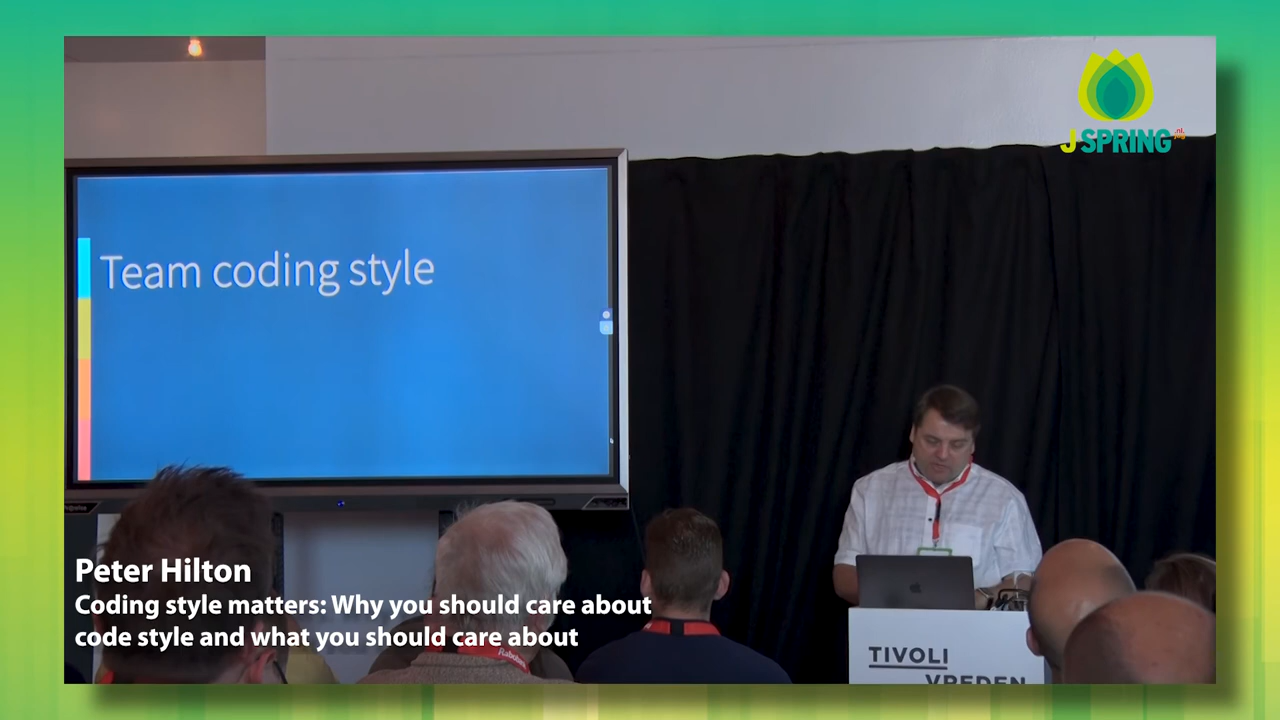 J SPRING
Team coding style
Peter Hilton
Coding style matters: Why you should care about
code style and what you should care about
TIVOLI
VREDEN